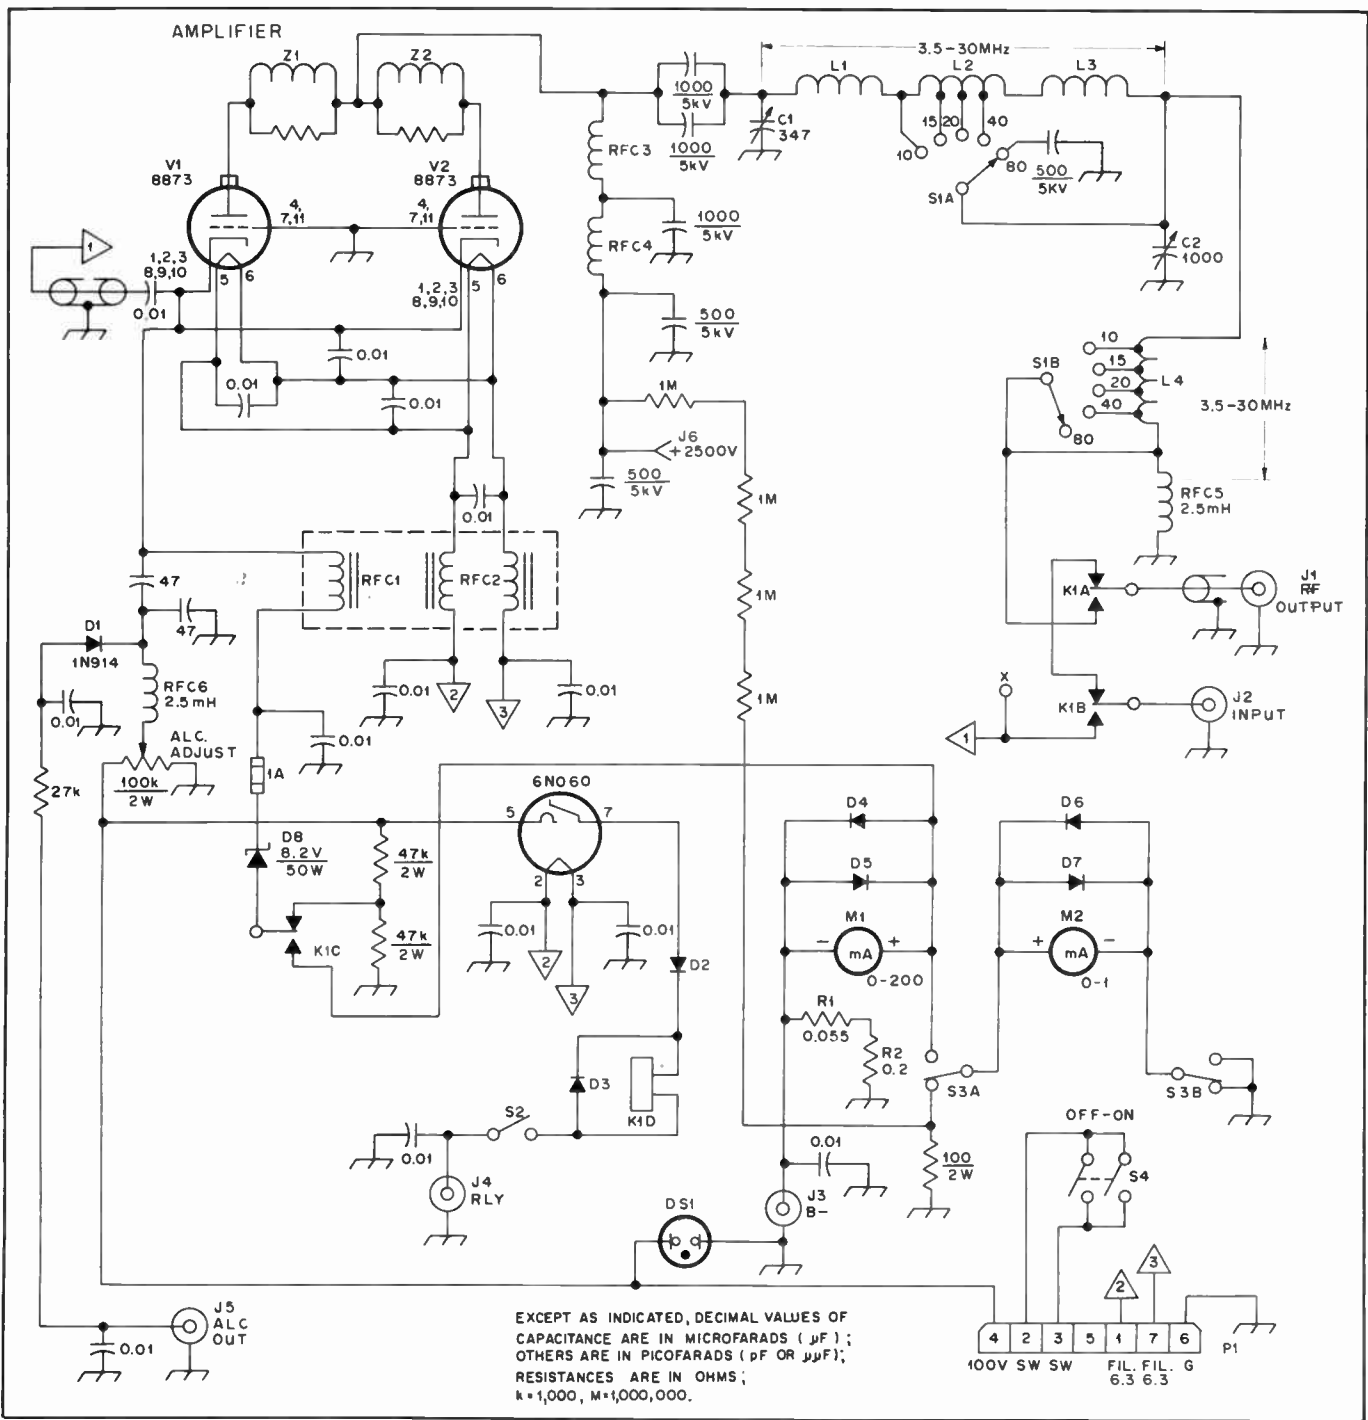 AMPLIFIER
Z1
Z2
3.5-30MHz
L1
L2
L3
1000
5kV
1000
5kV
C1
347
15
20
40
10
80
S1A
500
5KV
RFC3
V1
8873
V2
8873
4,
7,11
4,
7,11
1
1,2,3
8,9,10
5
6
1,2,3
8,9,10
5
6
0.01
RFC4
1000
5kV
C2
1000
500
5kV
0.01
0.01
0.01
10
15
20
40
80
S1B
L4
3.5-30MHz
1M
J6
+2500V
500
5kV
1M
RFC5
2.5mH
0.01
RFC1
RFC2
1M
K1A
J1
RF
OUTPUT
47
47
D1
1N914
RFC6
2.5mH
0.01
0.01
2
3
0.01
1M
X
K1B
J2
INPUT
1
ALC.
ADJUST
0.01
100k
2W
1A
27k
6NO60
5
7
2
3
D4
D5
D6
D7
D8
8.2V
50W
47k
2W
47k
2W
K1C
0.01
0.01
2
3
D2
M1
- mA +
0-200
M2
+ mA -
0-1
R1
0.055
R2
0.2
S3A
S3B
D3
K1D
S2
0.01
J4
RLY
OFF-ON
S4
0.01
100
2W
J3
B-
DS1
2
3
J5
ALC
OUT
0.01
EXCEPT AS INDICATED, DECIMAL VALUES OF
CAPACITANCE ARE IN MICROFARADS ( µF ) ;
OTHERS ARE IN PICOFARADS ( pF OR µµF);
RESISTANCES ARE IN OHMS ;
k=1,000 , M=1,000,000.
4 2 3 5 1 7 6
P1
100V SW SW FIL. FIL. G
6.3 6.3